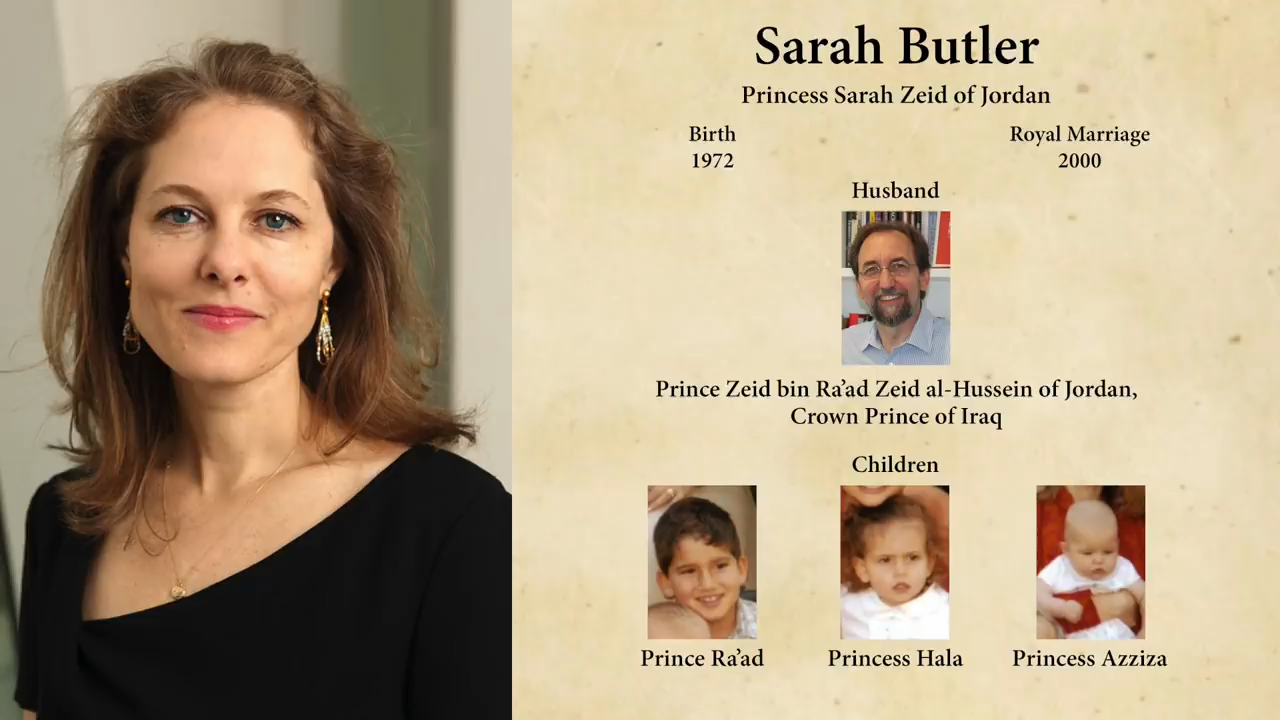 Sarah Butler
Princess Sarah Zeid of Jordan
Birth
1972
Royal Marriage
2000
Husband
Prince Zeid bin Ra’ad Zeid al-Hussein of Jordan,
Crown Prince of Iraq
Children
Prince Ra’ad
Princess Hala
Princess Azziza